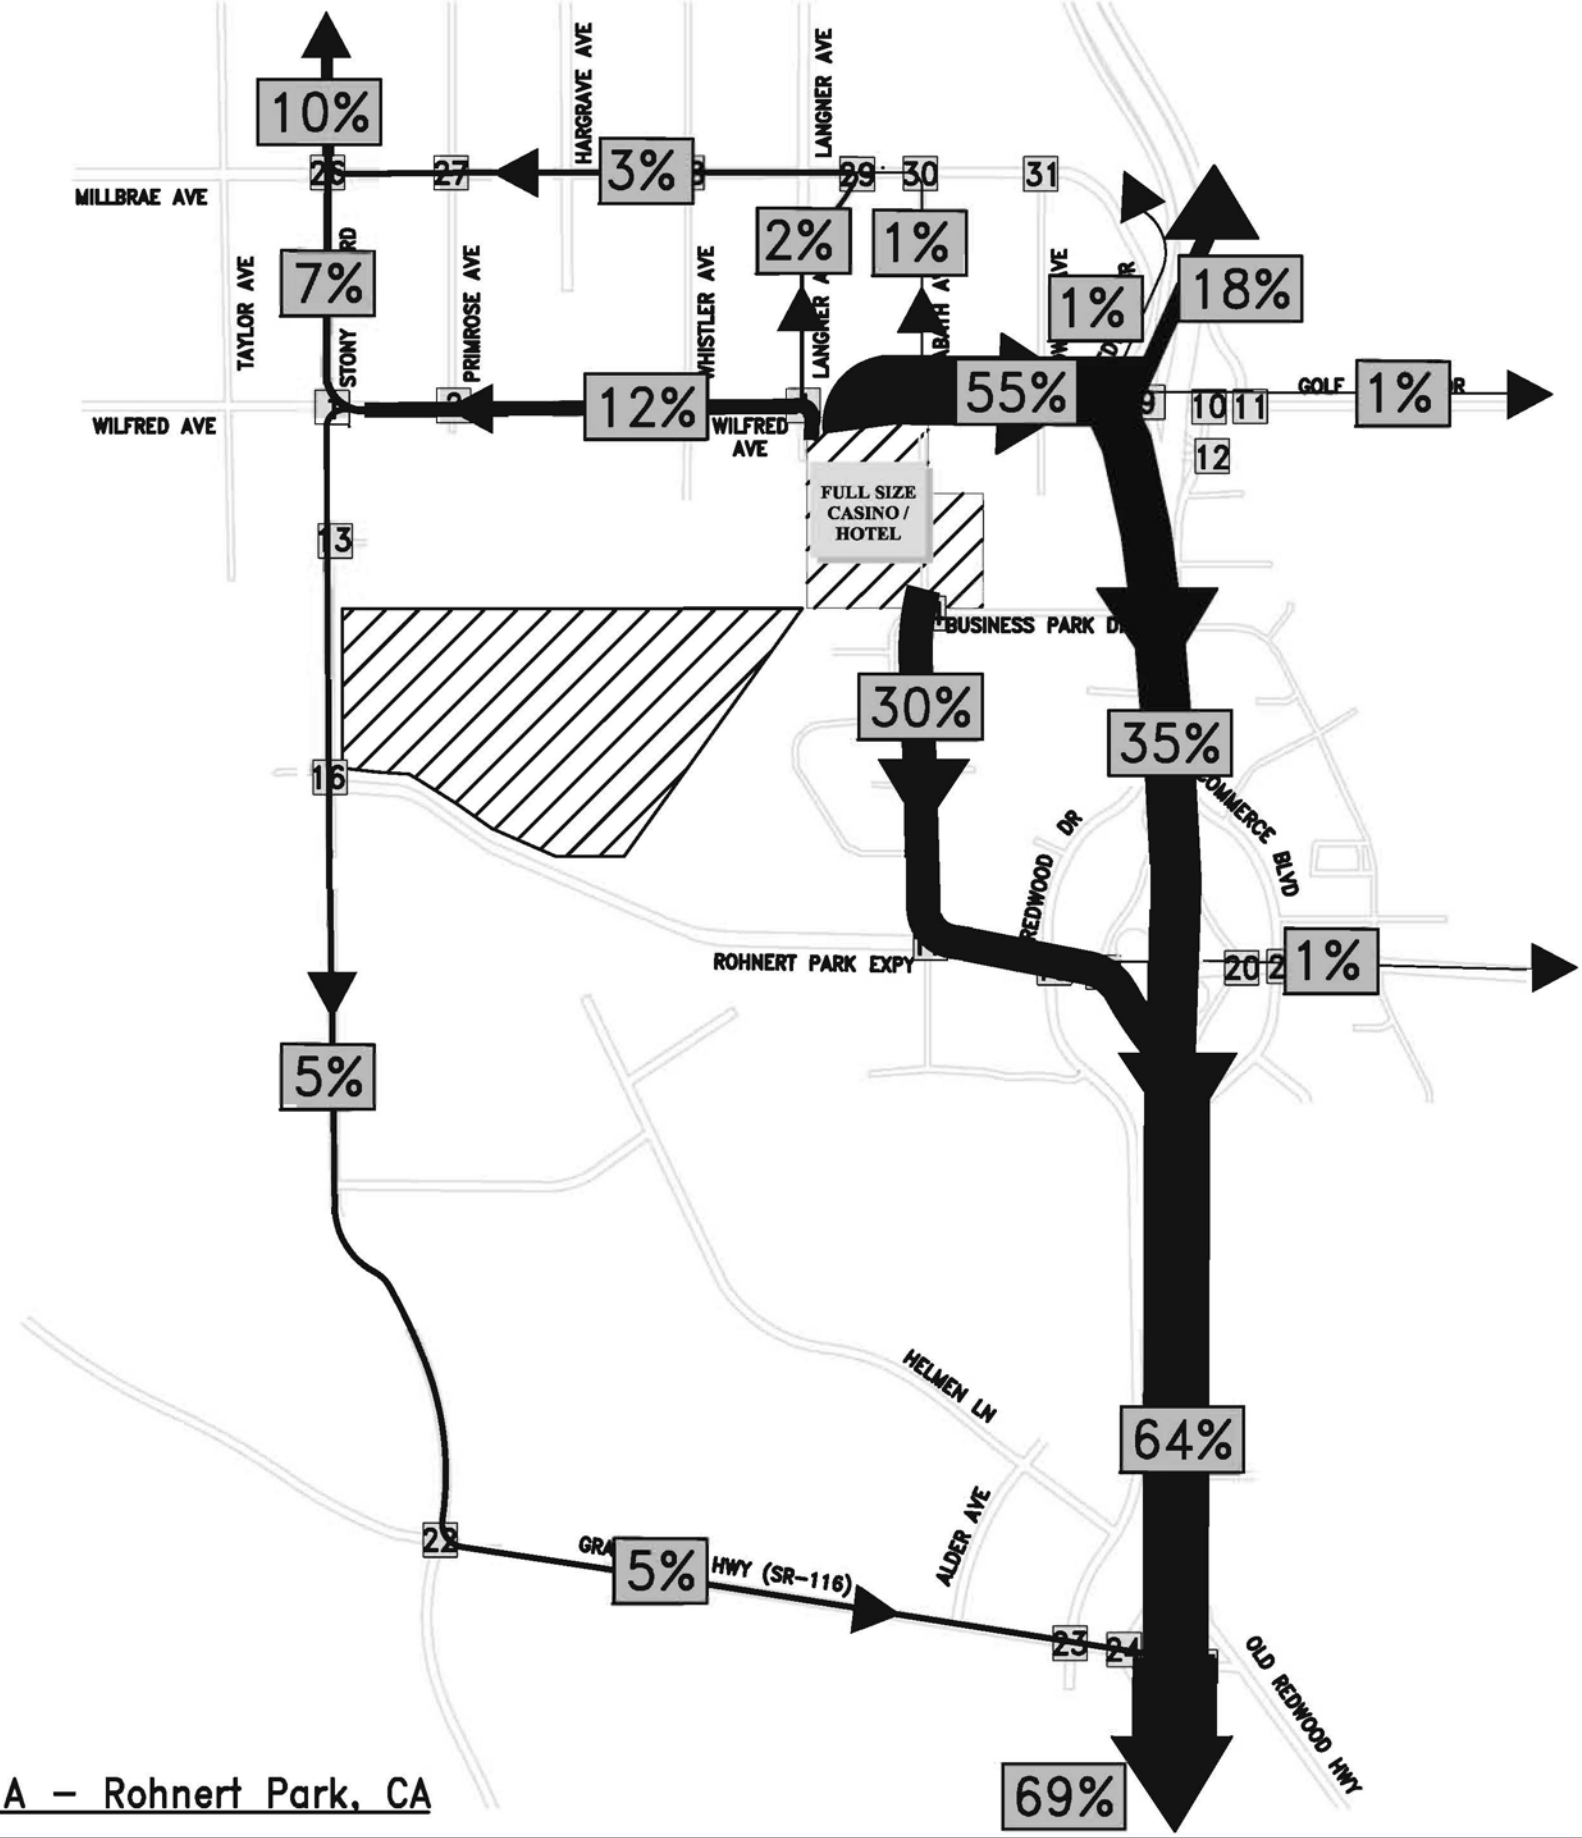 10%
HARGRAVE AVE
LANGNER AVE
27
3%
29
30
31
MILLBRAE AVE
2%
1%
7%
RD
TAYLOR AVE
STONY
PRIMROSE AVE
WHISTLER AVE
LANGNER
1%
18%
55%
12%
9
10
11
GOLF
1%
DR
WILFRED AVE
WILFRED
AVE
12
FULL SIZE
CASINO /
HOTEL
13
BUSINESS PARK
30%
35%
16
COMMERCE BLVD
REDWOOD DR
ROHNERT PARK EXPY
20
1%
5%
HELMEN LN
64%
ALDER AVE
22
5%
HWY (SR-116)
23
24
OLD REDWOOD HWY
69%
A – Rohnert Park, CA